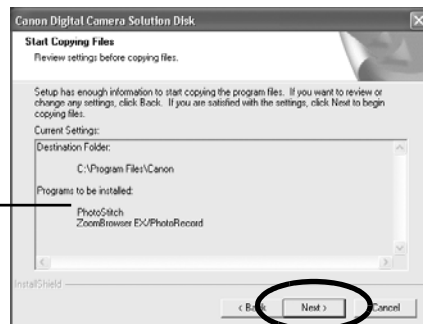 Canon Digital Camera Solution Disk
Start Copying Files
Review settings before copying files.
Setup has enough information to start copying the program files. If you want to review or
change any settings, click Back. If you are satisfied with the settings, click Next to begin
copying files.
Current Settings:
Destination Folder:
C:\Program Files\Canon
Programs to be installed:
PhotoStitch
ZoomBrowser EX/PhotoRecord
InstallShield
< Back Next > Cancel